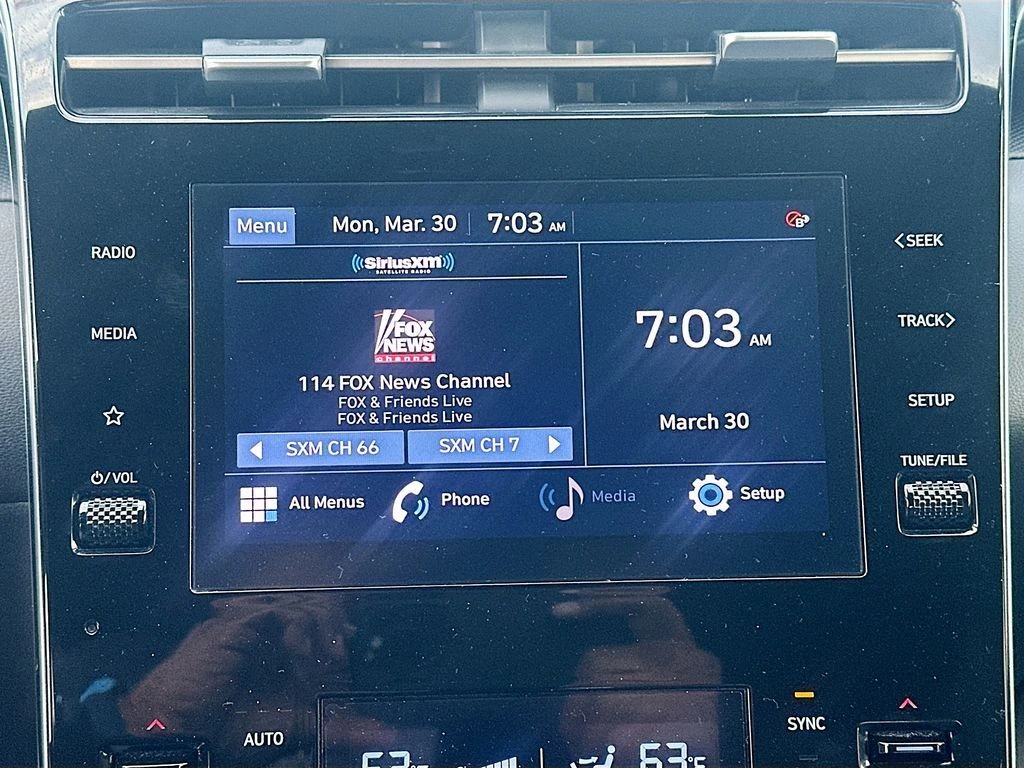 Menu
Mon, Mar. 30
7:03 AM
B
RADIO
MEDIA
/VOL
((SiriusXM))
SATELLITE RADIO
FOX
NEWS
channel
114 FOX News Channel
FOX & Friends Live
FOX & Friends Live
SXM CH 66
SXM CH 7
7:03 AM
March 30
All Menus
Phone
Media
Setup
<SEEK
TRACK>
SETUP
TUNE/FILE
AUTO
63°F
63°F
SYNC